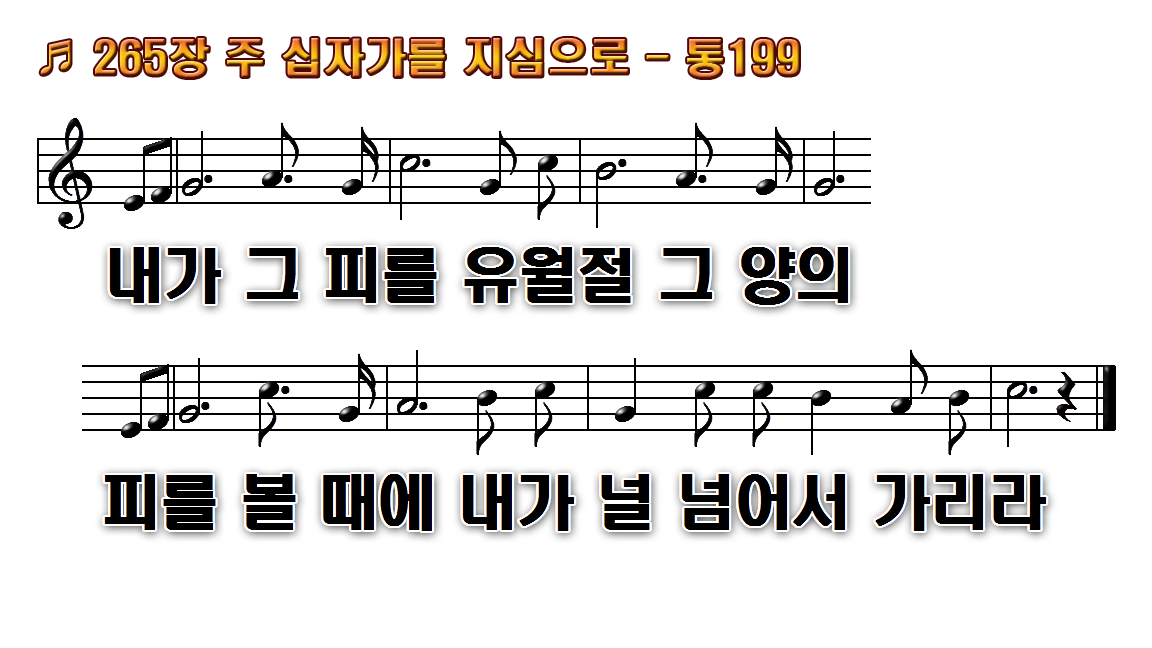 265장 주 십자가를 지심으로 - 통199
내가 그 피를 유월절 그 양의
피를 볼 때에 내가 널 넘어서 가리라